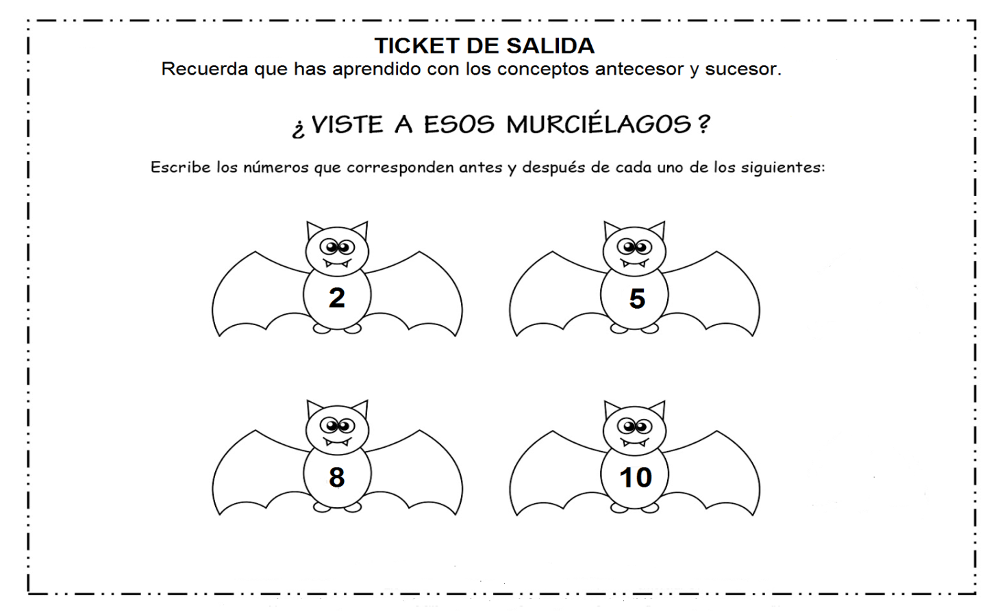 TICKET DE SALIDA
Recuerda que has aprendido con los conceptos antecesor y sucesor.
¿ VISTE A ESOS MURCIÉLAGOS ?
Escribe los números que corresponden antes y después de cada uno de los siguientes:
2 5
8 10